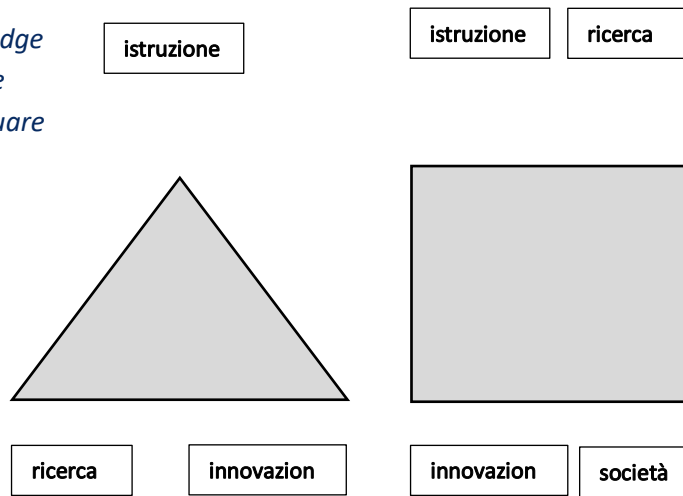 dge
e
uare
istruzione
istruzione
ricerca
ricerca
innovazion
innovazion
società